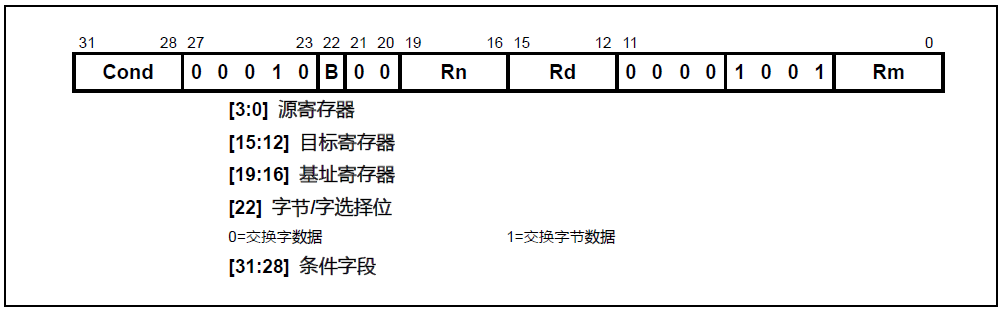 31 28 27 23 22 21 20 19 16 15 12 11 0
Cond 0 0 0 1 0 B 0 0 Rn Rd 0 0 0 0 1 0 0 1 Rm
[3:0] 源寄存器
[15:12] 目标寄存器
[19:16] 基址寄存器
[22] 字节/字选择位
0=交换字数据 1=交换字节数据
[31:28] 条件字段